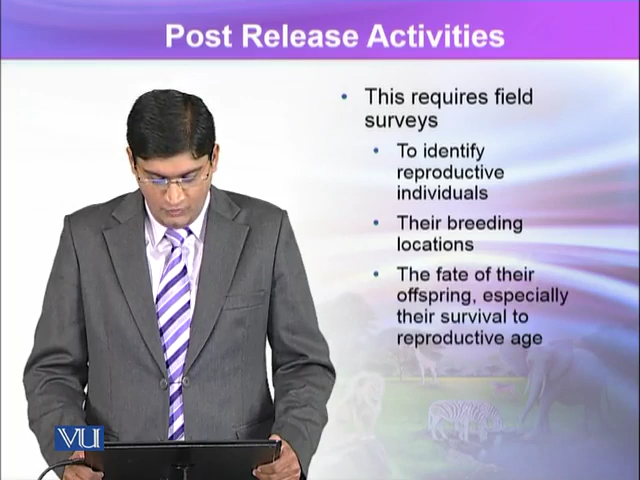 Post Release Activities
• This requires field
surveys
• To identify
reproductive
individuals
• Their breeding
locations
• The fate of their
offspring, especially
their survival to
reproductive age
VU